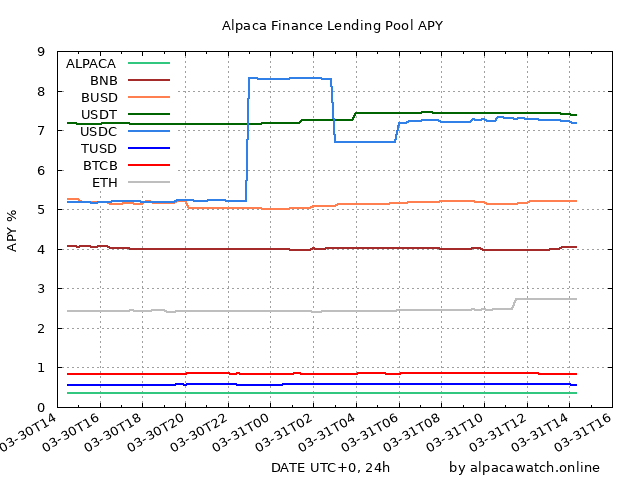 Alpaca Finance Lending Pool APY
9
8
7
6
5
4
3
2
1
0
APY %
ALPACA
BNB
BUSD
USDT
USDC
TUSD
BTCB
ETH
03-30T14
03-30T16
03-30T18
03-30T20
03-30T22
03-31T00
03-31T02
03-31T04
03-31T06
03-31T08
03-31T10
03-31T12
03-31T14
03-31T16
DATE UTC+0, 24h
by alpacawatch.online